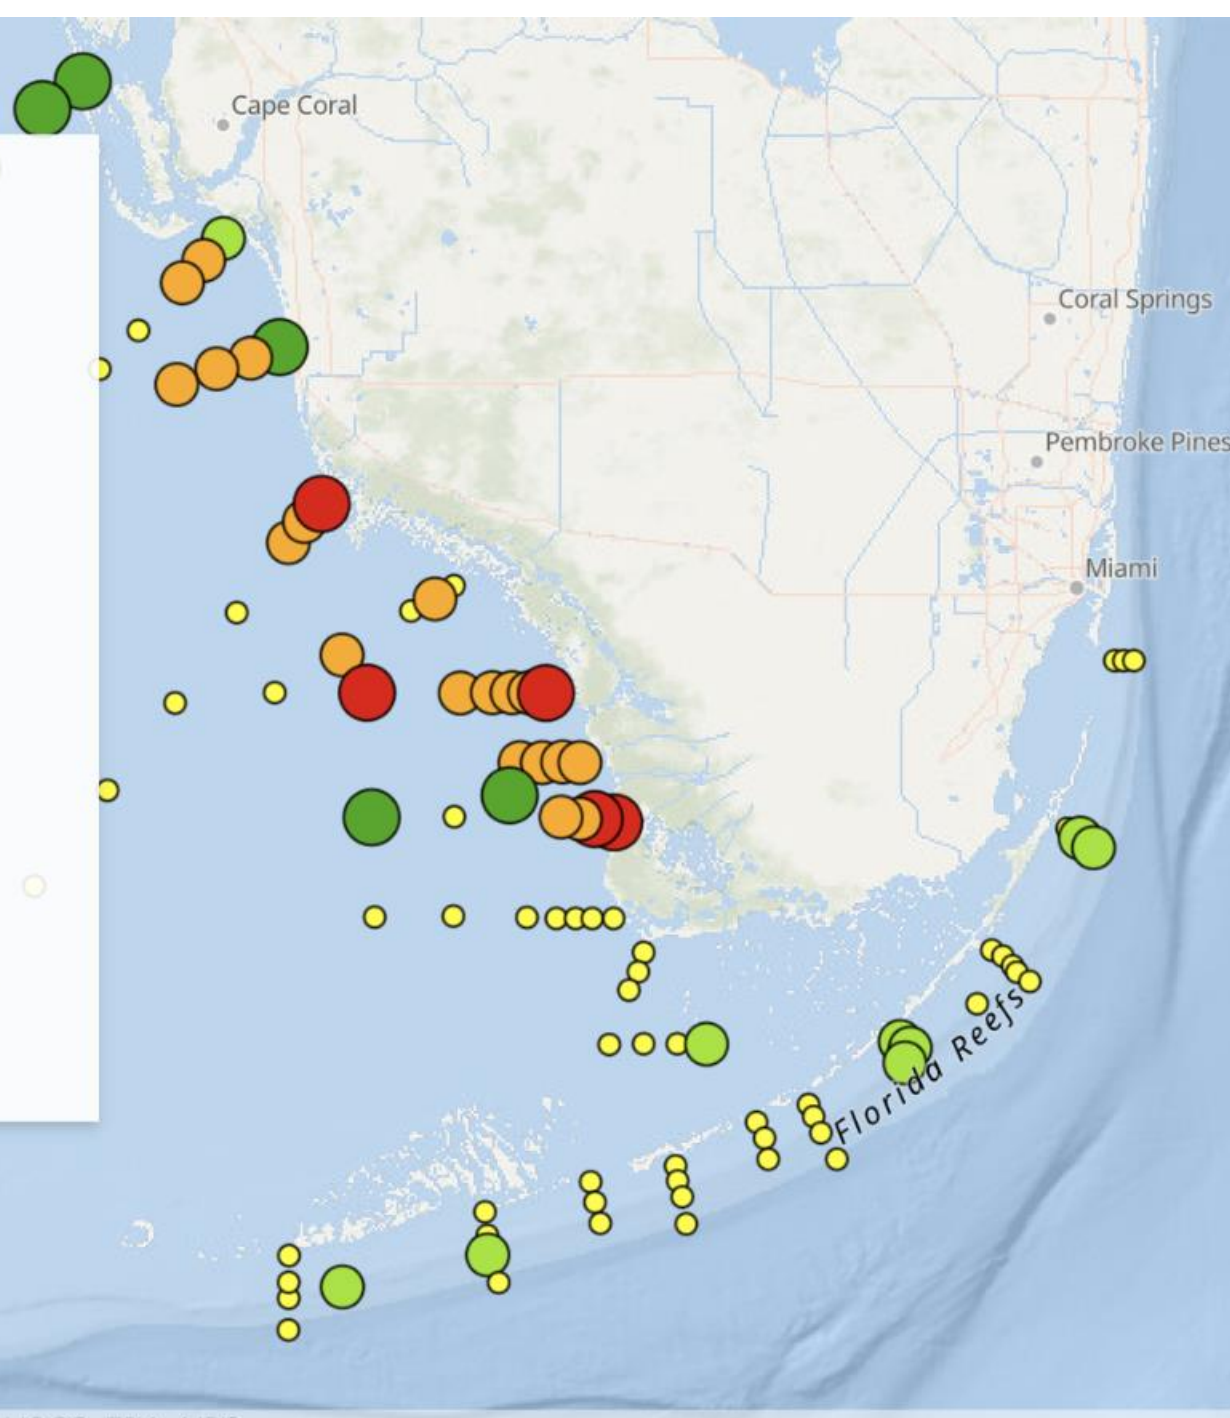 Cape Coral
Coral Springs
Pembroke Pines
Miami
Florida Reefs